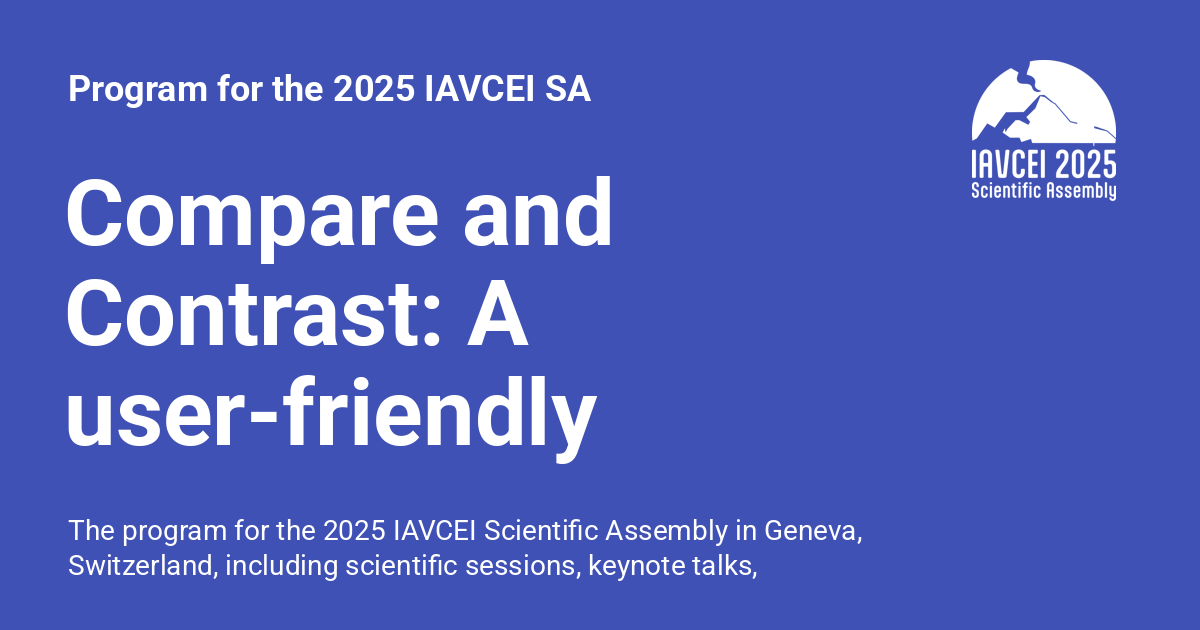 Program for the 2025 IAVCEI SA
IAVCEI 2025
Scientific Assembly
Compare and
Contrast: A
user-friendly
The program for the 2025 IAVCEI Scientific Assembly in Geneva,
Switzerland, including scientific sessions, keynote talks,